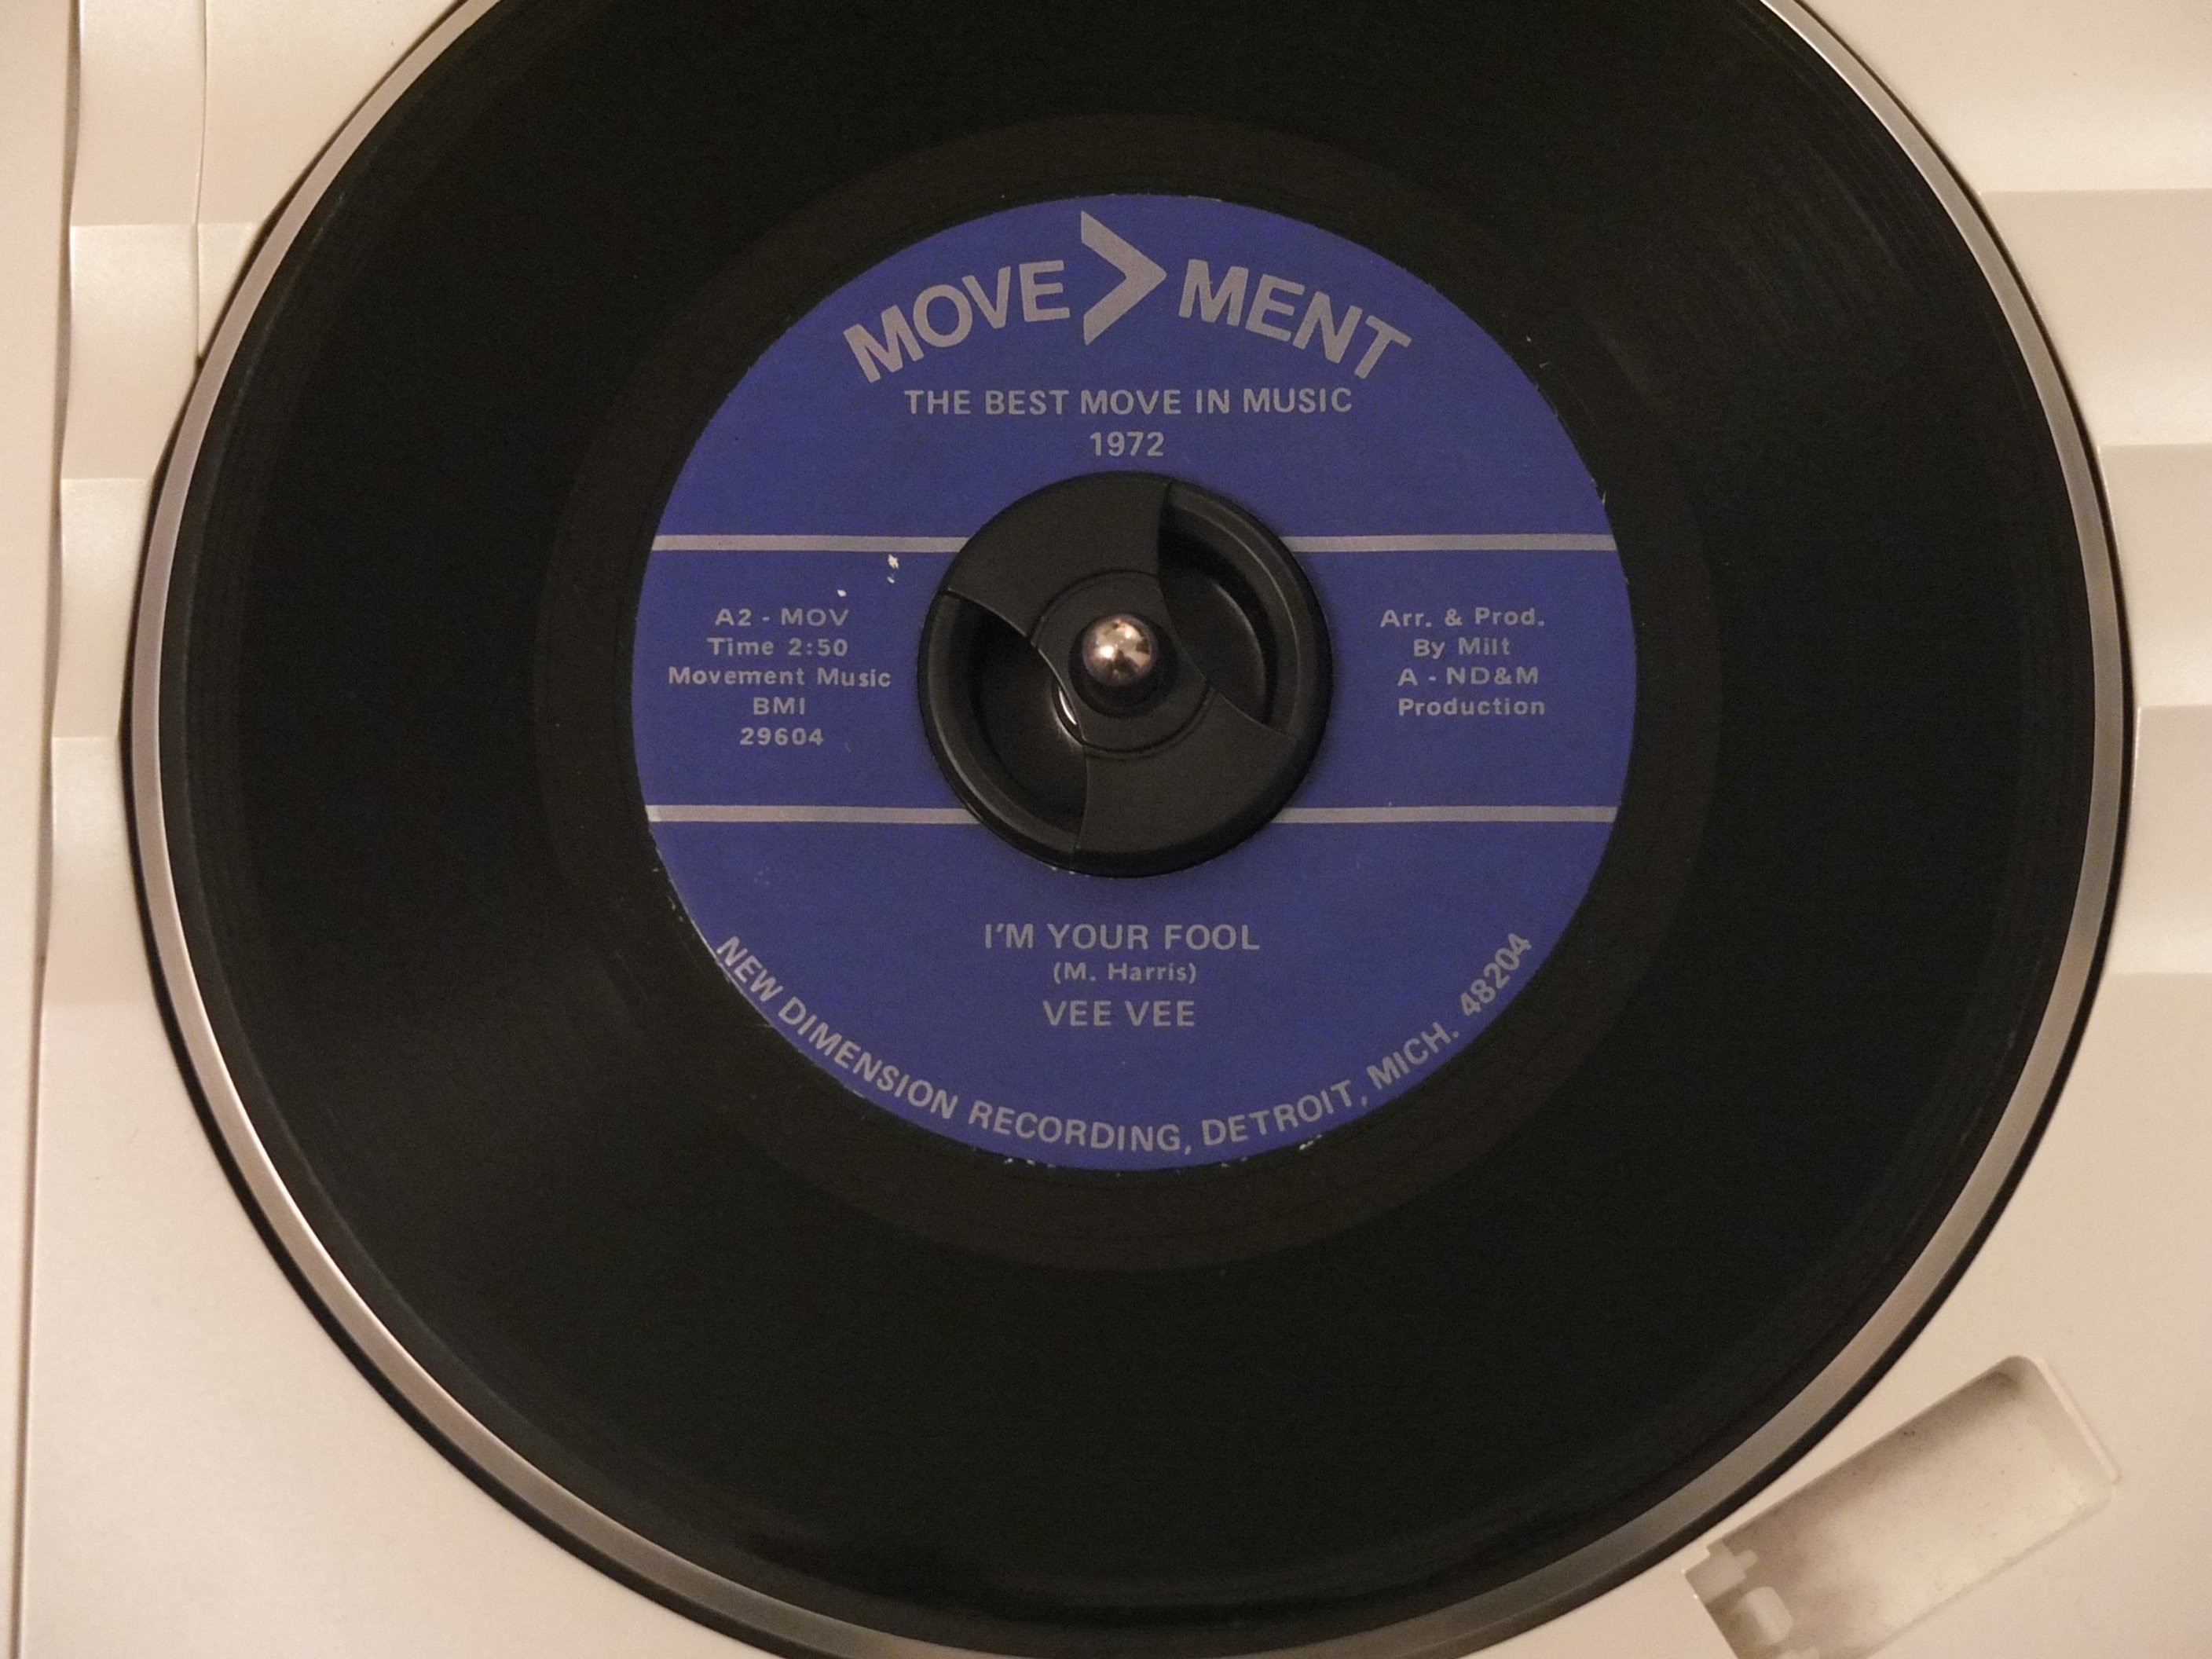 MOVE>MENT
THE BEST MOVE IN MUSIC
1972
A2 - MOV
Time 2:50
Movement Music
BMI
29604
Arr. & Prod.
By Milt
A - ND&M
Production
I'M YOUR FOOL
(M. Harris)
VEE VEE
NEW DIMENSION RECORDING, DETROIT, MICH. 48204